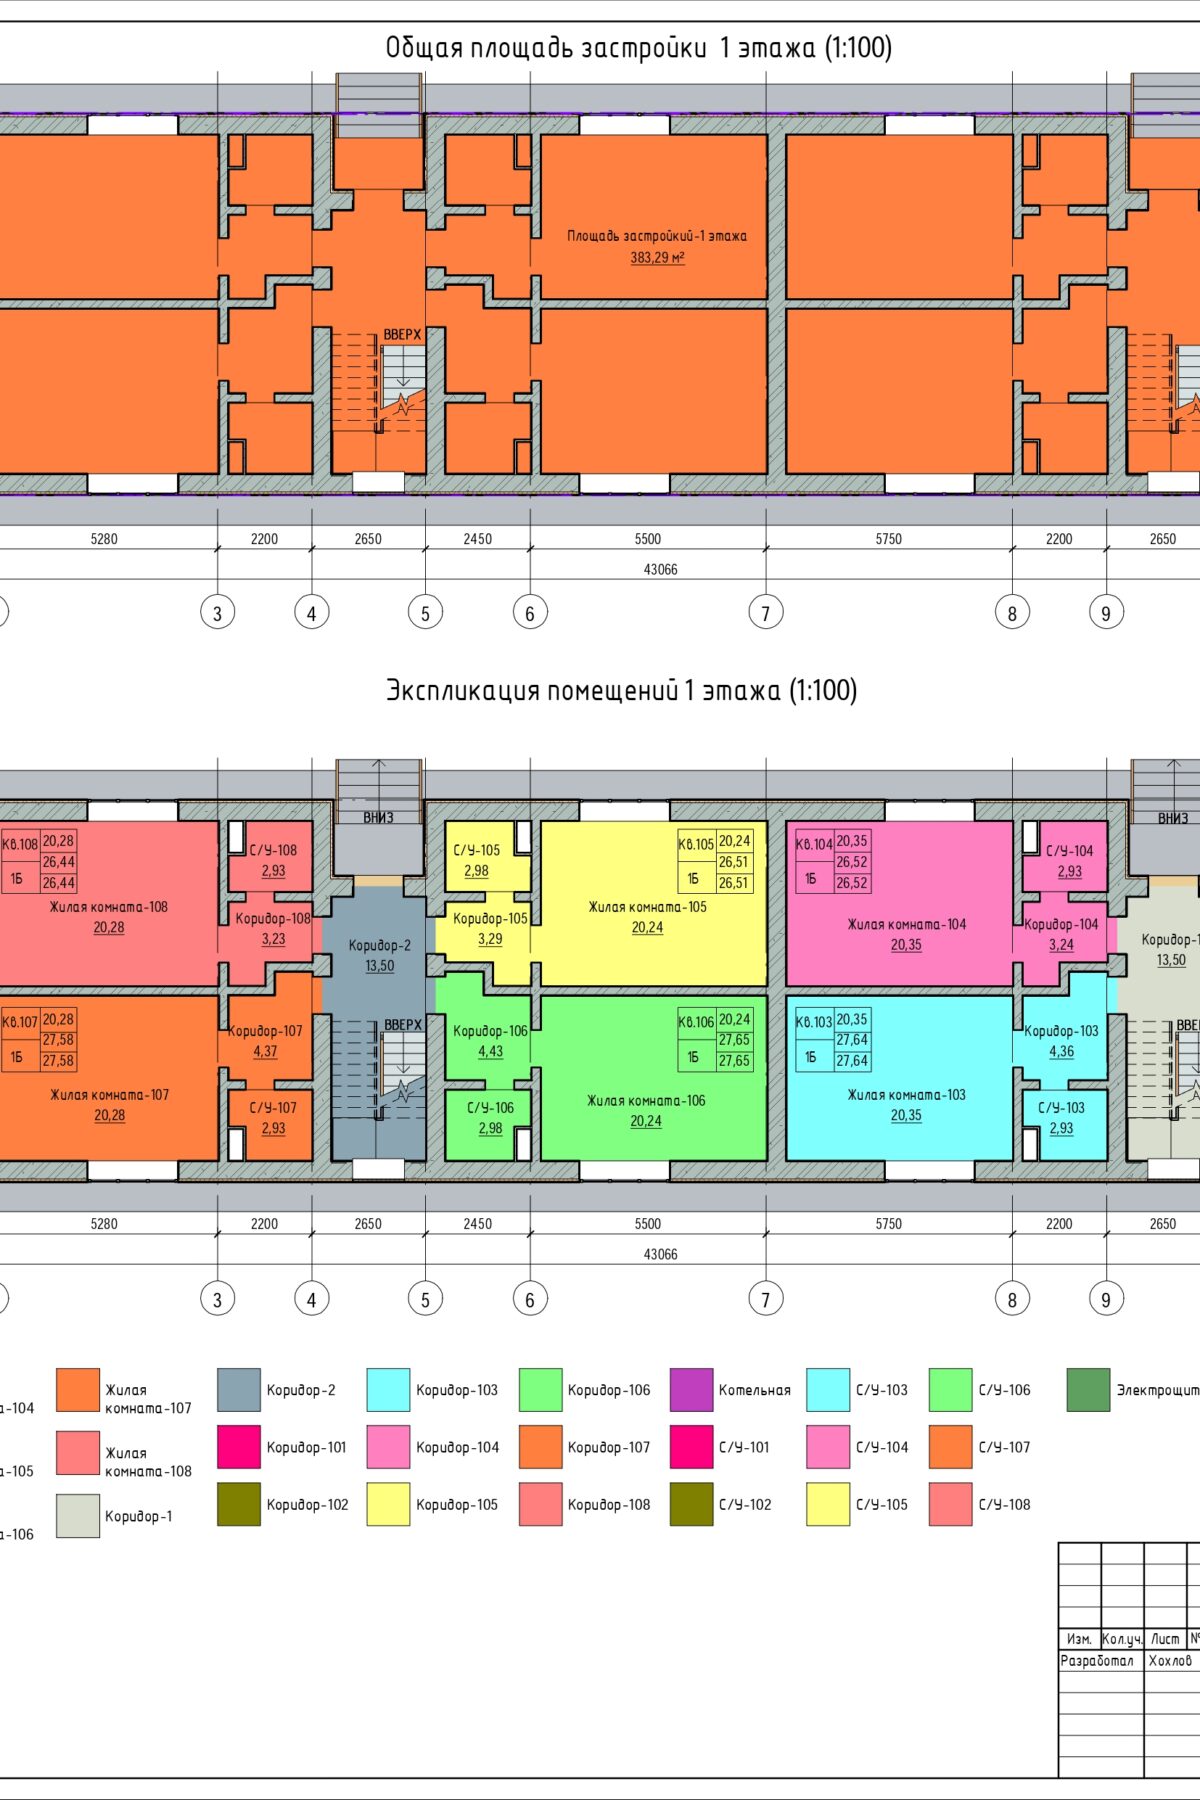 Общая площадь застройки 1 этажа (1:100)
Площадь застройкий-1 этажа
383,29 м²
ВВЕРХ
5280 2200 2650 2450 5500 5750 2200 2650
43066
3 4 5 6 7 8 9
Экспликация помещений 1 этажа (1:100)
ВНИЗ ВНИЗ
Кв.108 20,28
26,44
1Б 26,44
С/У-108
2,93
Жилая комната-108
20,28
Коридор-108
3,23
Коридор-2
13,50
С/У-105
2,98
Коридор-105
3,29
Кв.105 20,24
26,51
1Б 26,51
Жилая комната-105
20,24
Кв.104 20,35
26,52
1Б 26,52
Жилая комната-104
20,35
С/У-104
2,93
Коридор-104
3,24
Коридор-1
13,50
Кв.107 20,28
27,58
1Б 27,58
Жилая комната-107
20,28
Коридор-107
4,37
С/У-107
2,93
ВВЕРХ
Коридор-106
4,43
С/У-106
2,98
Кв.106 20,24
27,65
1Б 27,65
Жилая комната-106
20,24
Кв.103 20,35
27,64
1Б 27,64
Жилая комната-103
20,35
Коридор-103
4,36
С/У-103
2,93
ВВЕ
5280 2200 2650 2450 5500 5750 2200 2650
43066
3 4 5 6 7 8 9
а-104
а-105
а-106
Жилая
комната-107
Жилая
комната-108
Коридор-1
Коридор-2
Коридор-101
Коридор-102
Коридор-103
Коридор-104
Коридор-105
Коридор-106
Коридор-107
Коридор-108
Котельная
С/У-101
С/У-102
С/У-103
С/У-104
С/У-105
С/У-106
С/У-107
С/У-108
Электрощит
Изм. Кол.уч. Лист №
Разработал Хохлов